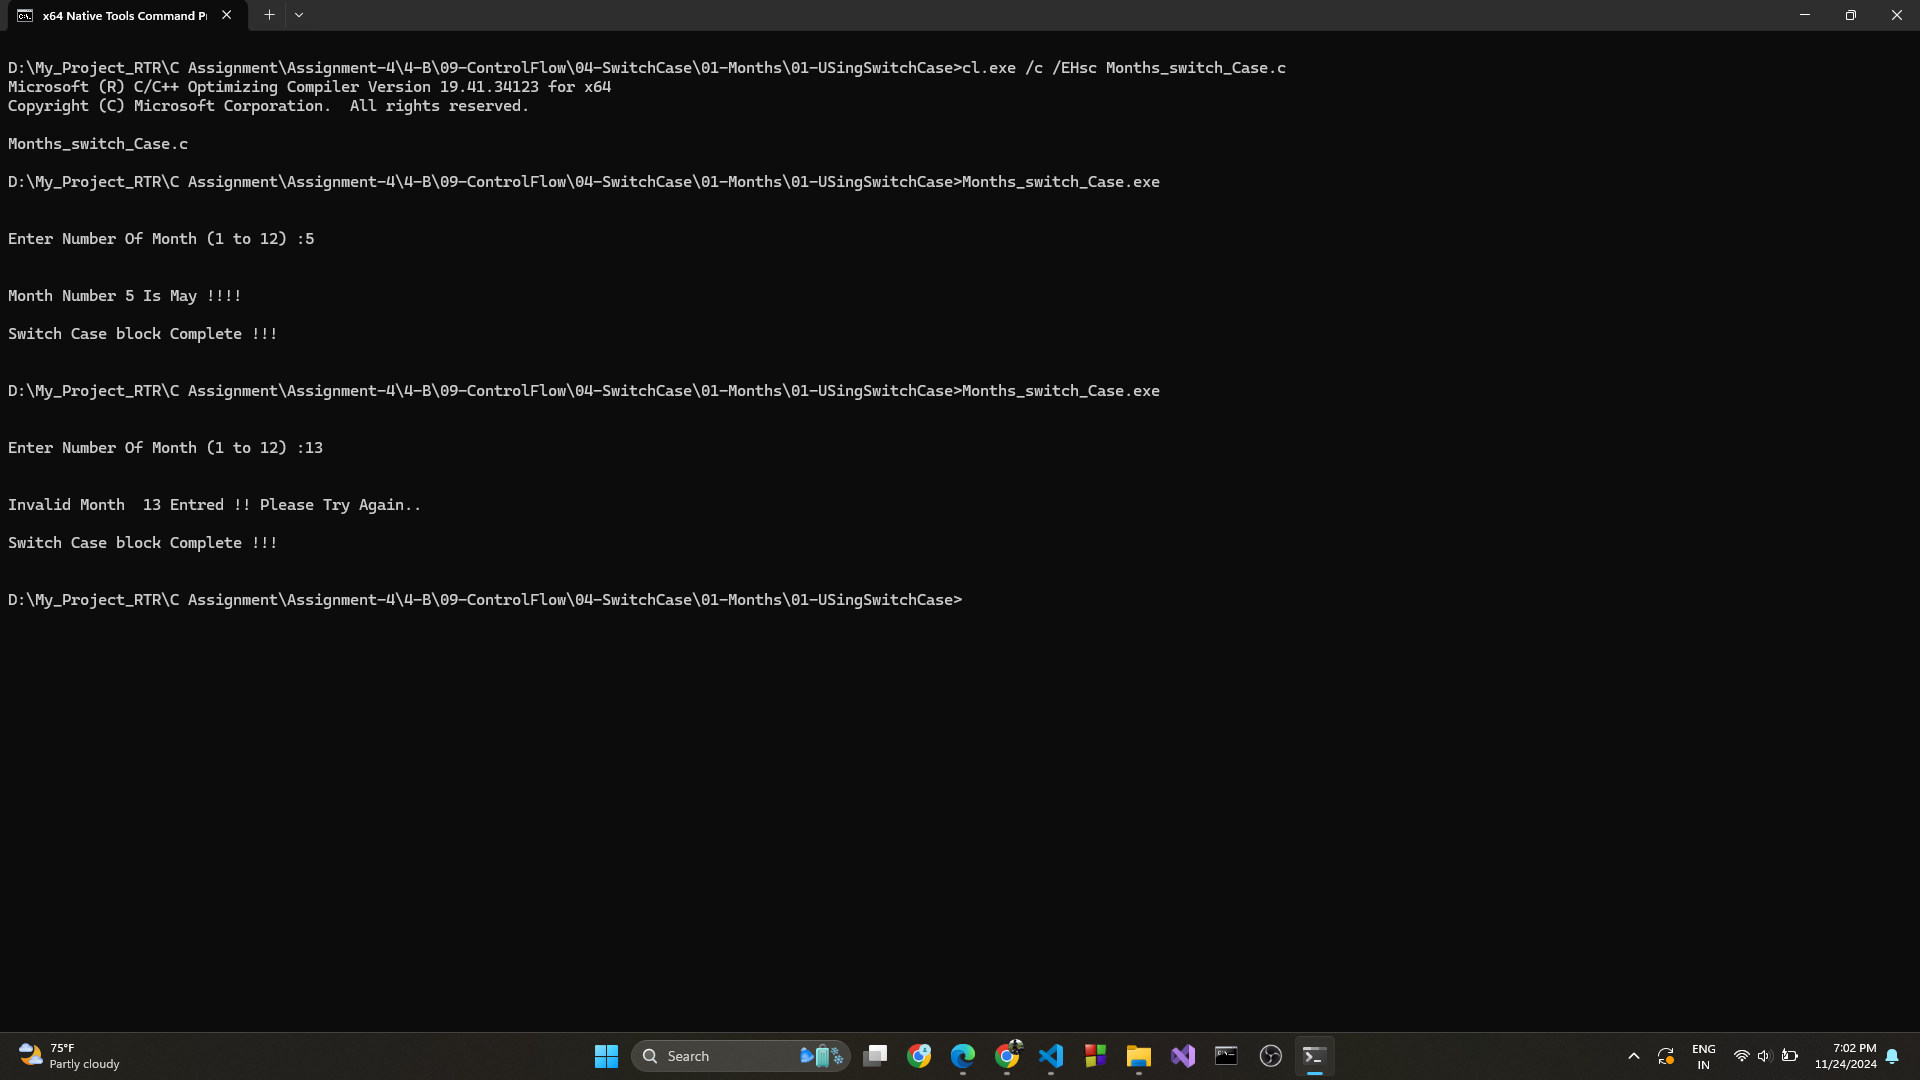 x64 Native Tools Command P
D:\My_Project_RTR\C Assignment\Assignment-4\4-B\09-ControlFlow\04-SwitchCase\01-Months\01-USingSwitchCase>cl.exe /c /EHsc Months_switch_Case.c
Microsoft (R) C/C++ Optimizing Compiler Version 19.41.34123 for x64
Copyright (C) Microsoft Corporation.  All rights reserved.
Months_switch_Case.c
D:\My_Project_RTR\C Assignment\Assignment-4\4-B\09-ControlFlow\04-SwitchCase\01-Months\01-USingSwitchCase>Months_switch_Case.exe
Enter Number Of Month (1 to 12) :5
Month Number 5 Is May !!!!
Switch Case block Complete !!!
D:\My_Project_RTR\C Assignment\Assignment-4\4-B\09-ControlFlow\04-SwitchCase\01-Months\01-USingSwitchCase>Months_switch_Case.exe
Enter Number Of Month (1 to 12) :13
Invalid Month  13 Entred !! Please Try Again..
Switch Case block Complete !!!
D:\My_Project_RTR\C Assignment\Assignment-4\4-B\09-ControlFlow\04-SwitchCase\01-Months\01-USingSwitchCase>
75°F
Partly cloudy
Search
ENG
IN
7:02 PM
11/24/2024